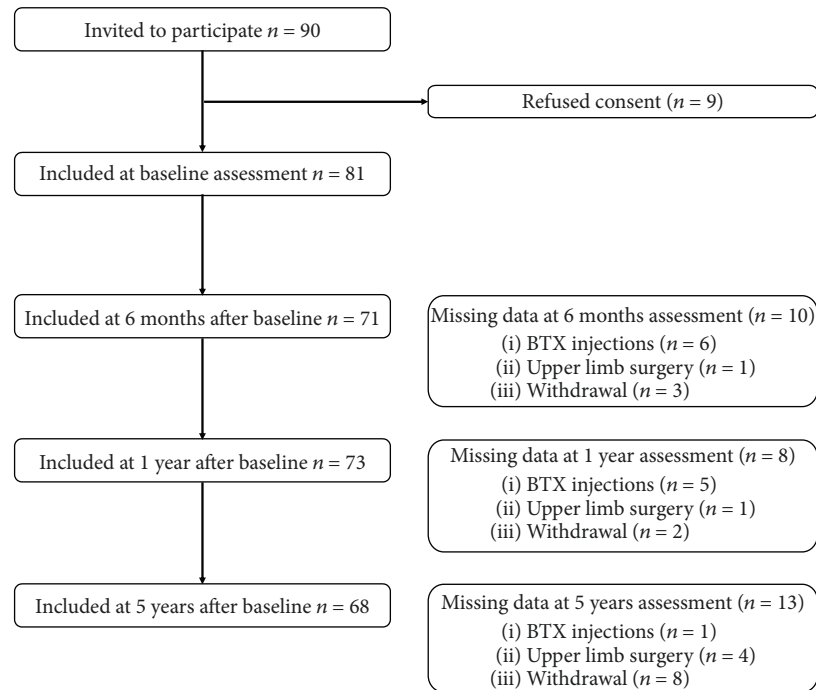 Invited to participate n = 90
Refused consent (n = 9)
Included at baseline assessment n = 81
Included at 6 months after baseline n = 71
Missing data at 6 months assessment (n = 10)
(i) BTX injections (n = 6)
(ii) Upper limb surgery (n = 1)
(iii) Withdrawal (n = 3)
Included at 1 year after baseline n = 73
Missing data at 1 year assessment (n = 8)
(i) BTX injections (n = 5)
(ii) Upper limb surgery (n = 1)
(iii) Withdrawal (n = 2)
Included at 5 years after baseline n = 68
Missing data at 5 years assessment (n = 13)
(i) BTX injections (n = 1)
(ii) Upper limb surgery (n = 4)
(iii) Withdrawal (n = 8)